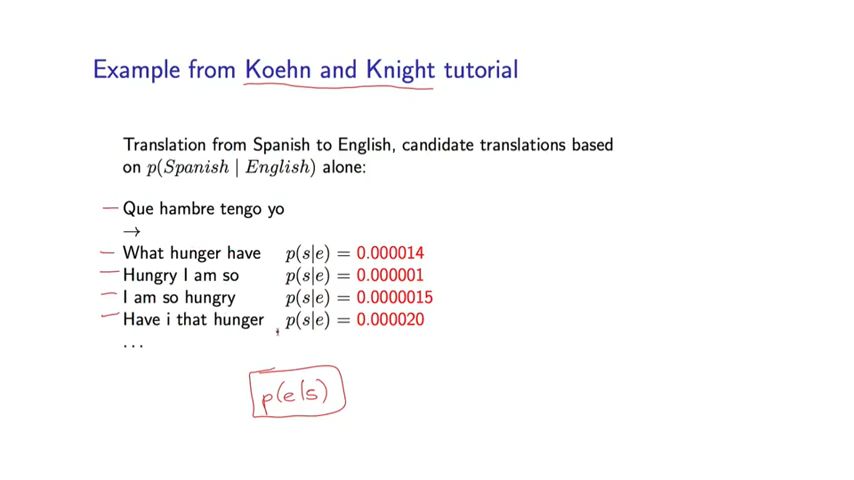 Example from Koehn and Knight tutorial
Translation from Spanish to English, candidate translations based
on p(Spanish | English) alone:
Que hambre tengo yo
→
What hunger have p(s|e) = 0.000014
Hungry I am so p(s|e) = 0.000001
I am so hungry p(s|e) = 0.0000015
Have i that hunger p(s|e) = 0.000020
...
p(e|s)